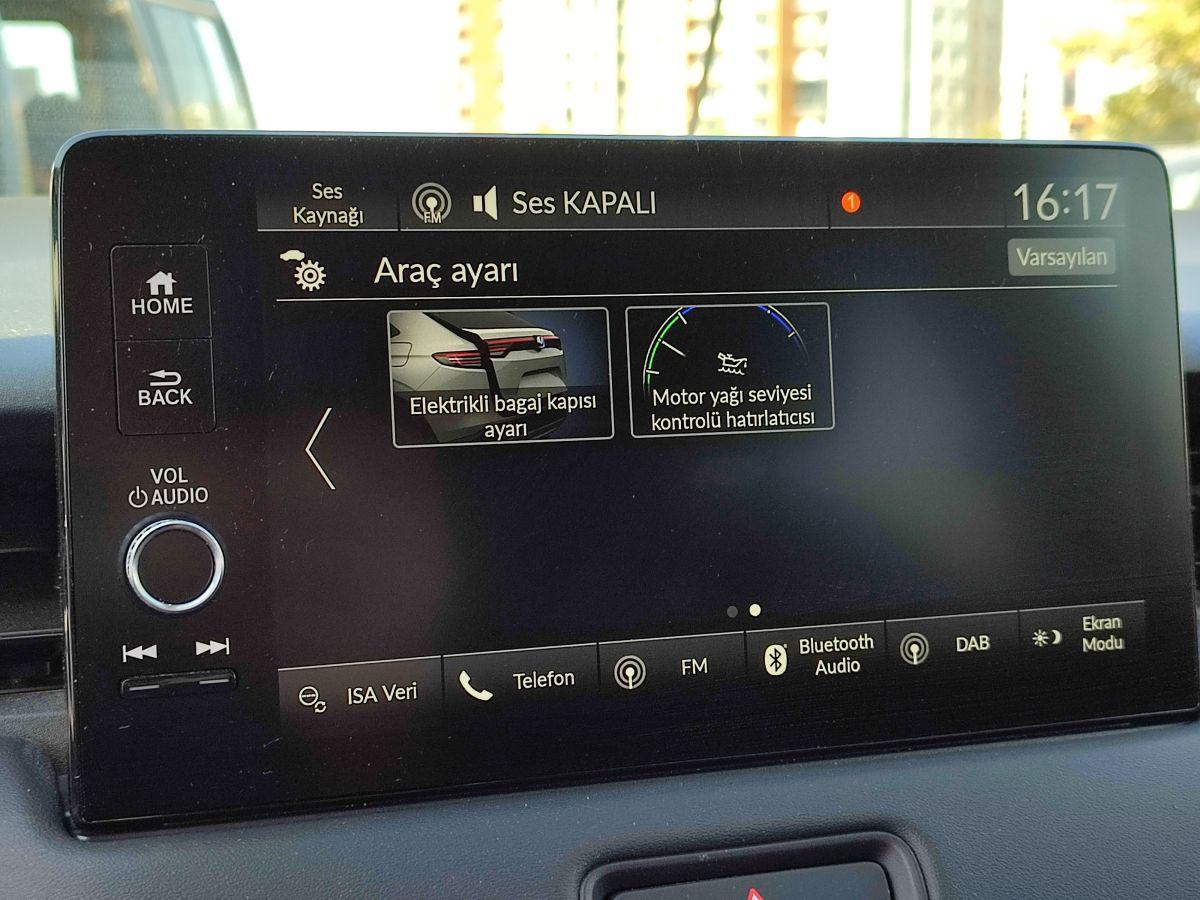 Ses
Kaynağı
FM
Ses KAPALI
1
16:17
Araç ayarı
Varsayılan
HOME
BACK
VOL
AUDIO
Elektrikli bagaj kapısı
ayarı
Motor yağı seviyesi
kontrolü hatırlatıcısı
ISA Veri
Telefon
FM
Bluetooth
Audio
DAB
Ekran
Modu